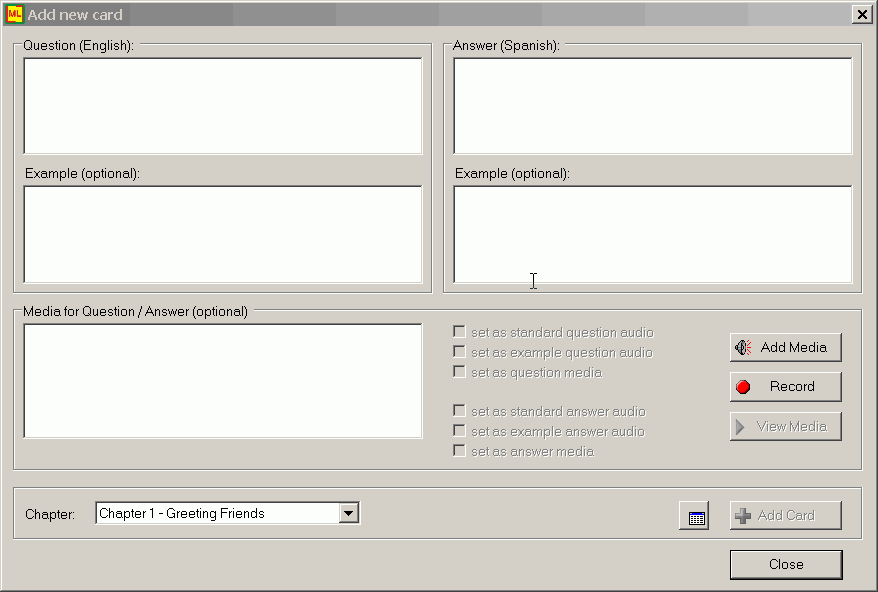 ML Add new card
Question (English):
Answer (Spanish):
Example (optional):
Example (optional):
Media for Question / Answer (optional)
set as standard question audio
set as example question audio
set as question media
set as standard answer audio
set as example answer audio
set as answer media
Add Media
Record
View Media
Chapter:
Chapter 1 - Greeting Friends
Add Card
Close